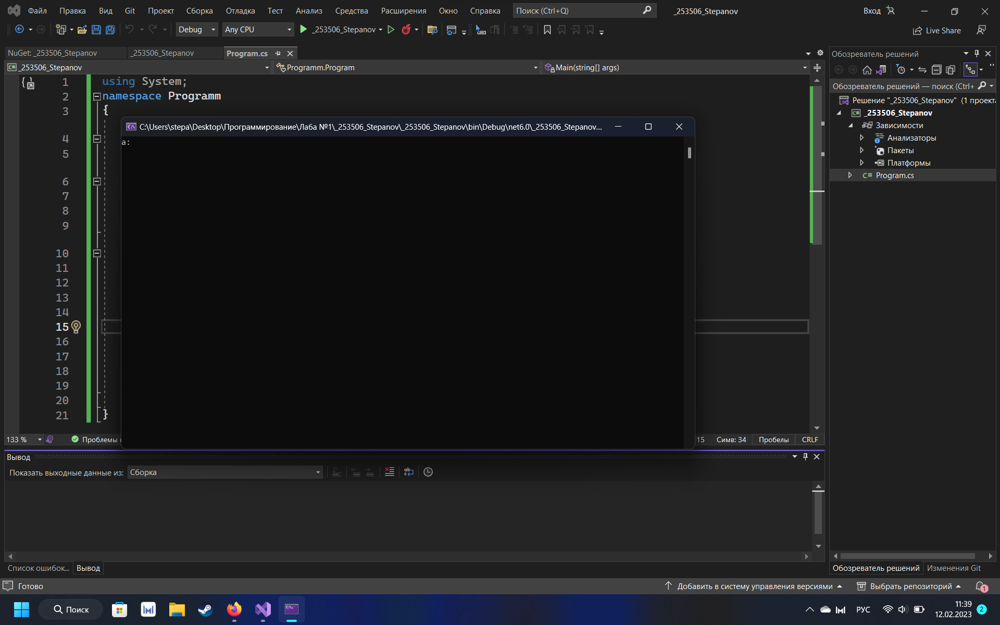 Файл Правка Вид Git Проект Сборка Отладка Тест Анализ Средства Расширения Окно Справка Поиск (Ctrl+Q) _253506_Stepanov Вход
Debug Any CPU _253506_Stepanov Live Share
NuGet: _253506_Stepanov _253506_Stepanov Program.cs
C# _253506_Stepanov Programm.Program Main(string[] args)
1 using System;
2 namespace Programm
3 {
C:\Users\stepa\Desktop\Программирование\Лаба №1\_253506_Stepanov\_253506_Stepanov\bin\Debug\net6.0\_253506_Stepanov...
a:
4
5
6
7
8
9
10
11
12
13
14
15
16
17
18
19
20
21 }
133 % Проблемы 15 Симв: 34 Пробелы CRLF
Вывод
Показать выходные данные из: Сборка
Список ошибок... Вывод
Обозреватель решений
Обозреватель решений — поиск (Ctrl+
Решение "_253506_Stepanov" (1 проекта
C# _253506_Stepanov
Зависимости
Анализаторы
Пакеты
Платформы
C# Program.cs
Обозреватель решений Изменения Git
Готово Добавить в систему управления версиями Выбрать репозиторий 1
Поиск РУС 11:39
12.02.2023 2